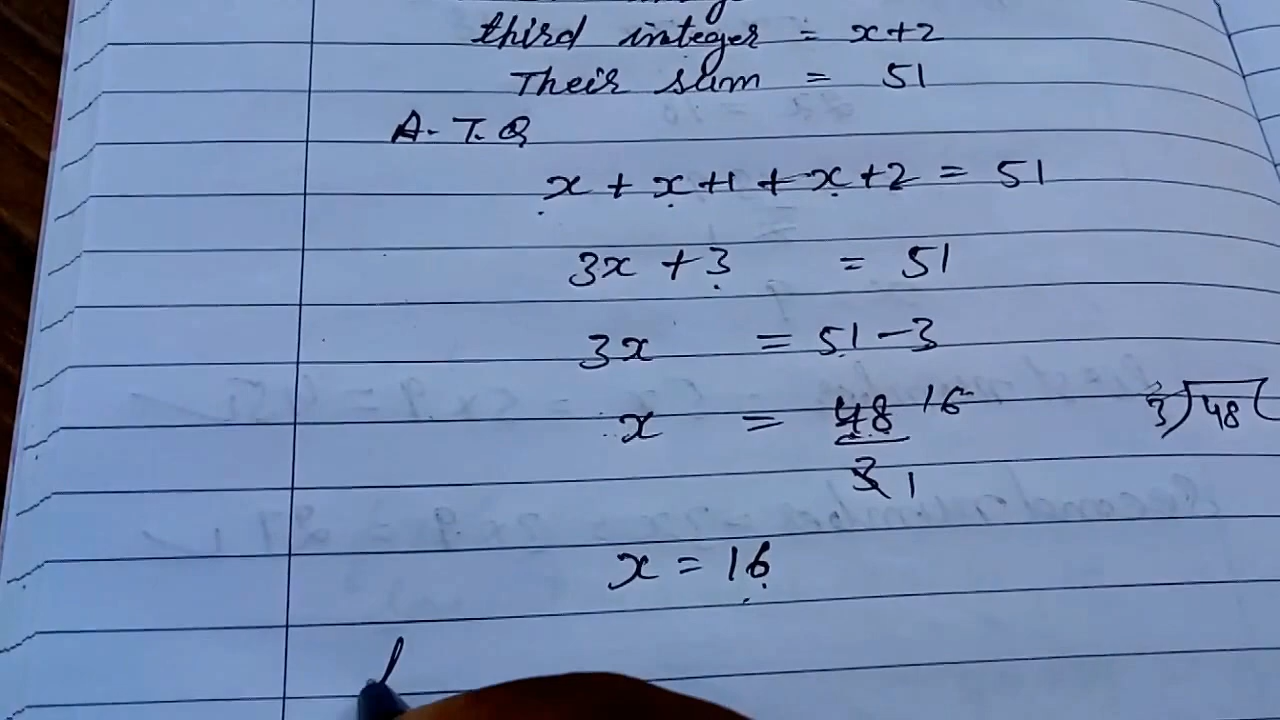 third integer = x+2
Their sum = 51
A.T.Q
x + x+1 + x+2 = 51
3x + 3 = 51
3x = 51 - 3
x = 48 16
3 1
3 ) 48 (
x = 16